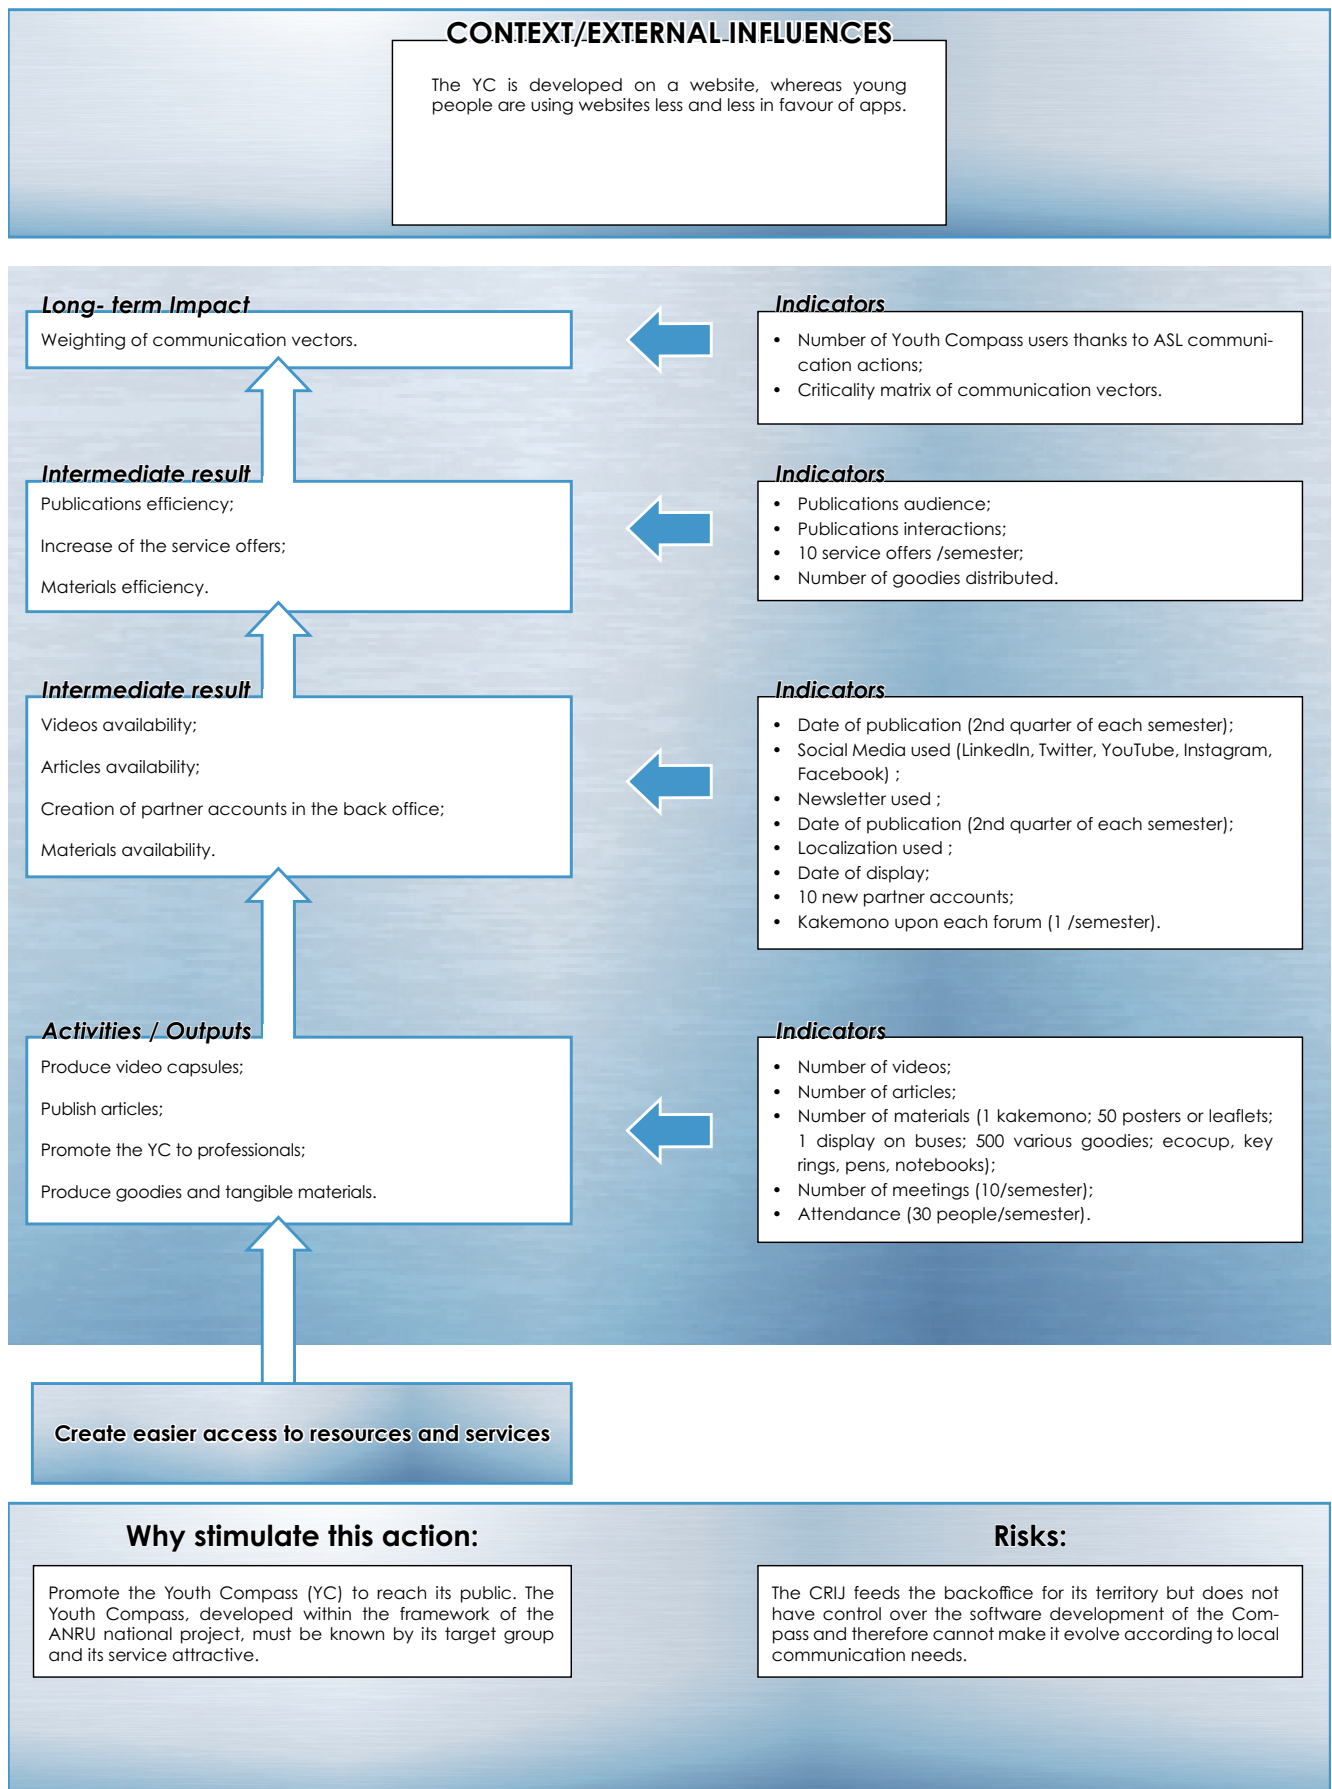 CONTEXT/EXTERNAL INFLUENCES
The YC is developed on a website, whereas young
people are using websites less and less in favour of apps.
Long- term Impact
Weighting of communication vectors.
Indicators
• Number of Youth Compass users thanks to ASL communi-
cation actions;
• Criticality matrix of communication vectors.
Intermediate result
Publications efficiency;
Increase of the service offers;
Materials efficiency.
Indicators
• Publications audience;
• Publications interactions;
• 10 service offers /semester;
• Number of goodies distributed.
Intermediate result
Videos availability;
Articles availability;
Creation of partner accounts in the back office;
Materials availability.
Indicators
• Date of publication (2nd quarter of each semester);
• Social Media used (LinkedIn, Twitter, YouTube, Instagram,
Facebook) ;
• Newsletter used ;
• Date of publication (2nd quarter of each semester);
• Localization used ;
• Date of display;
• 10 new partner accounts;
• Kakemono upon each forum (1 /semester).
Activities / Outputs
Produce video capsules;
Publish articles;
Promote the YC to professionals;
Produce goodies and tangible materials.
Indicators
• Number of videos;
• Number of articles;
• Number of materials (1 kakemono; 50 posters or leaflets;
1 display on buses; 500 various goodies; ecocup, key
rings, pens, notebooks);
• Number of meetings (10/semester);
• Attendance (30 people/semester).
Create easier access to resources and services
Why stimulate this action:
Promote the Youth Compass (YC) to reach its public. The
Youth Compass, developed within the framework of the
ANRU national project, must be known by its target group
and its service attractive.
Risks:
The CRIJ feeds the backoffice for its territory but does not
have control over the software development of the Com-
pass and therefore cannot make it evolve according to local
communication needs.